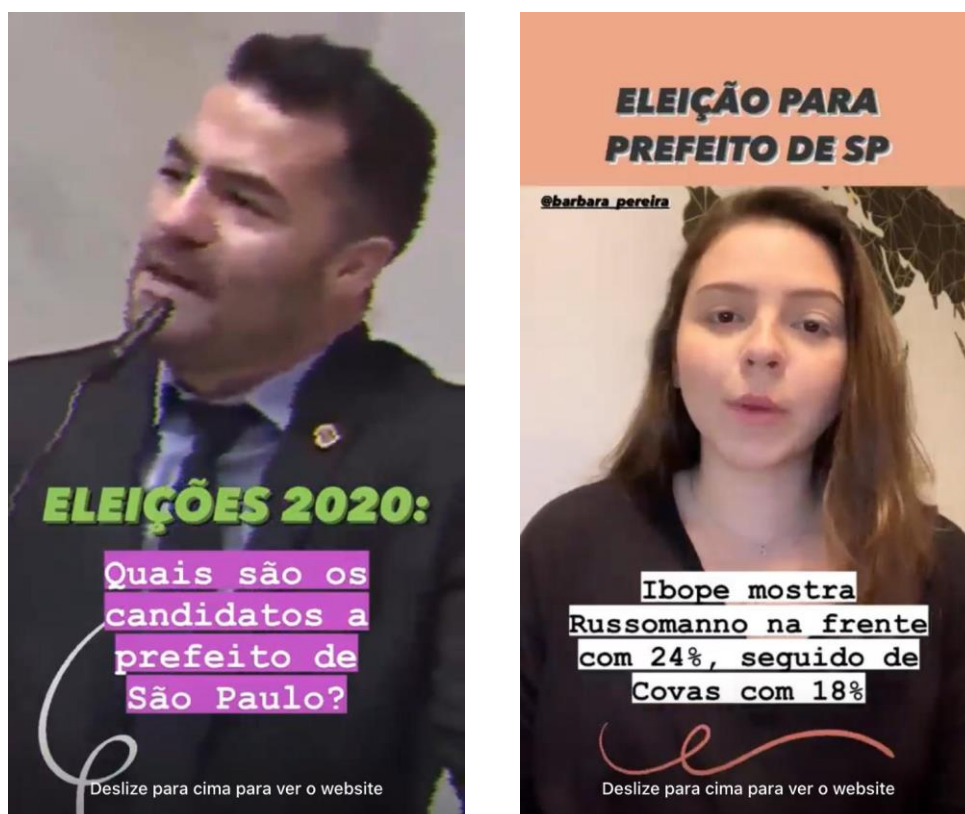 ELEIÇÕES 2020:
Quais são os
candidatos a
prefeito de
São Paulo?
Deslize para cima para ver o website
ELEIÇÃO PARA
PREFEITO DE SP
@barbara_pereira
Ibope mostra
Russomanno na frente
com 24%, seguido de
Covas com 18%
Deslize para cima para ver o website